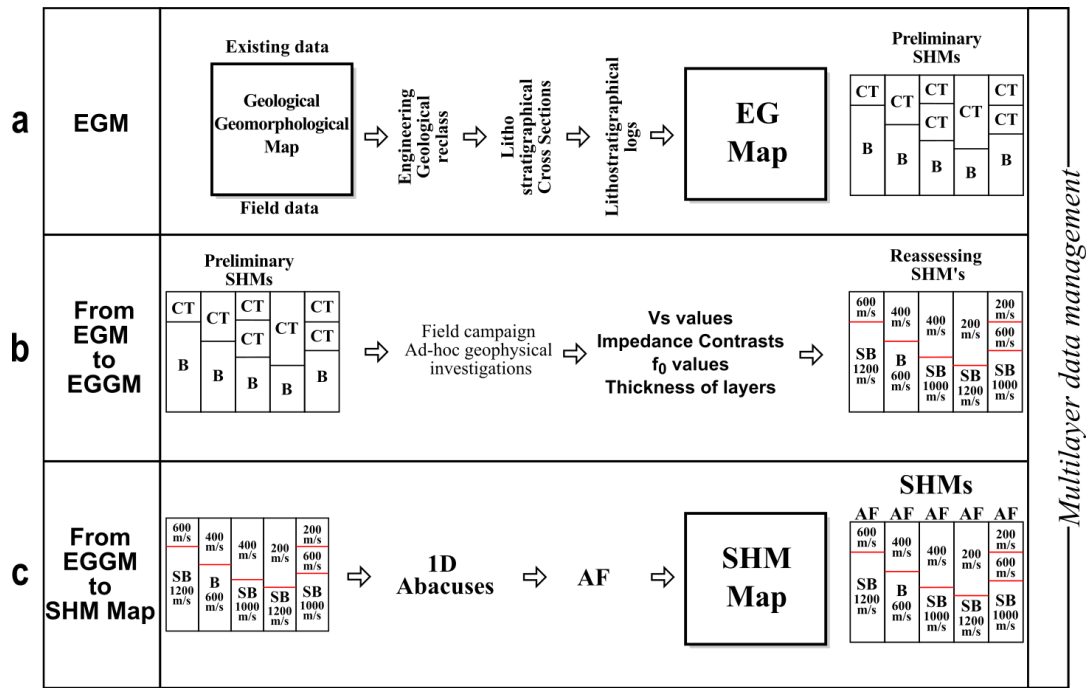 a
EGM
Existing data
Geological
Geomorphological
Map
Field data
Engineering
Geological
reclass
Litho
stratigraphical
Cross Sections
Lithostratigraphical
logs
EG
Map
Preliminary
SHMs
CT
B
CT
B
CT
CT
B
CT
B
CT
CT
B
b
From
EGM
to
EGGM
Preliminary
SHMs
CT
B
CT
B
CT
CT
B
CT
B
CT
CT
B
Field campaign
Ad-hoc geophysical
investigations
Vs values
Impedance Contrasts
f0 values
Thickness of layers
Reassessing
SHM's
600
m/s
SB
1200
m/s
400
m/s
B
600
m/s
400
m/s
SB
1000
m/s
200
m/s
SB
1200
m/s
200
m/s
600
m/s
SB
1000
m/s
c
From
EGGM
to
SHM Map
600
m/s
SB
1200
m/s
400
m/s
B
600
m/s
400
m/s
SB
1000
m/s
200
m/s
SB
1200
m/s
200
m/s
600
m/s
SB
1000
m/s
1D
Abacuses
AF
SHM
Map
SHMs
AF AF AF AF AF
600
m/s
SB
1200
m/s
400
m/s
B
600
m/s
400
m/s
SB
1000
m/s
200
m/s
SB
1200
m/s
200
m/s
600
m/s
SB
1000
m/s
Multilayer data management